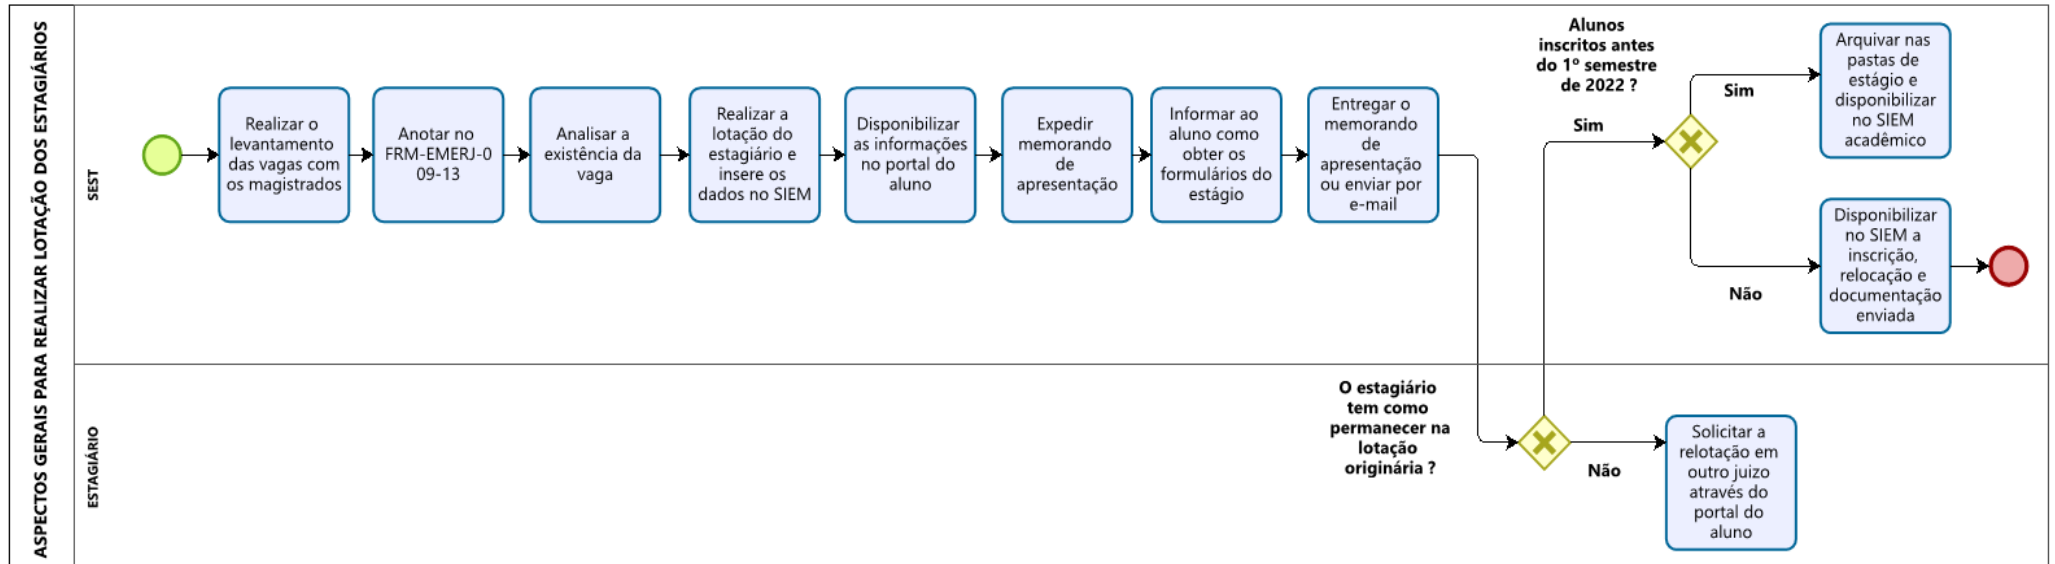 ASPECTOS GERAIS PARA REALIZAR LOTAÇÃO DOS ESTAGIÁRIOS
SEST
Realizar o
levantamento
das vagas com
os magistrados
Anotar no
FRM-EMERJ-0
09-13
Analisar a
existência da
vaga
Realizar a
lotação do
estagiário e
insere os
dados no SIEM
Disponibilizar
as informações
no portal do
aluno
Expedir
memorando
de
apresentação
Informar ao
aluno como
obter os
formulários do
estágio
Entregar o
memorando
de
apresentação
ou enviar por
e-mail
Alunos
inscritos antes
do 1º semestre
de 2022 ?
Sim
Sim
Arquivar nas
pastas de
estágio e
disponibilizar
no SIEM
acadêmico
Não
Disponibilizar
no SIEM a
inscrição,
relocação e
documentação
enviada
ESTAGIÁRIO
O estagiário
tem como
permanecer na
lotação
originária ?
Não
Solicitar a
relotação em
outro juizo
através do
portal do
aluno